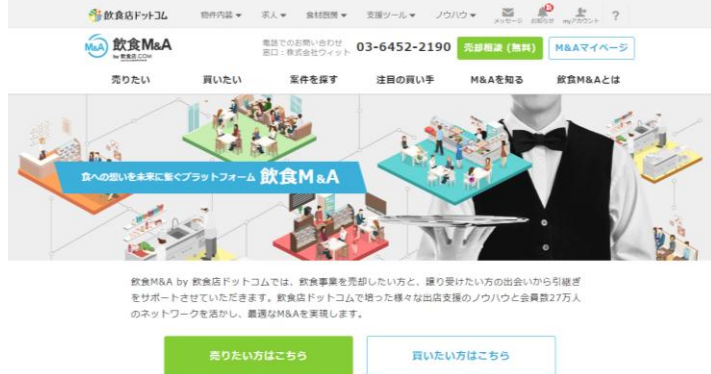 飲食店ドットコム 物件内装▼ 求人▼ 食材厨房▼ 支援ツール▼ ノウハウ▼ メッセージ お知らせ myアカウント ?
M&A 飲食M&A by 飲食店.COM
電話でのお問い合わせ
窓口：株式会社ウィット
03-6452-2190 売却相談 (無料) M&Aマイページ
売りたい 買いたい 案件を探す 注目の買い手 M&Aを知る 飲食M&Aとは
食への想いを未来に繋ぐプラットフォーム 飲食M&A
飲食M&A by 飲食店ドットコムでは、飲食事業を売却したい方と、譲り受けたい方の出会いから引継ぎ
をサポートさせていただきます。飲食店ドットコムで培った様々な出店支援のノウハウと会員数27万人
のネットワークを活かし、最適なM&Aを実現します。
売りたい方はこちら 買いたい方はこちら